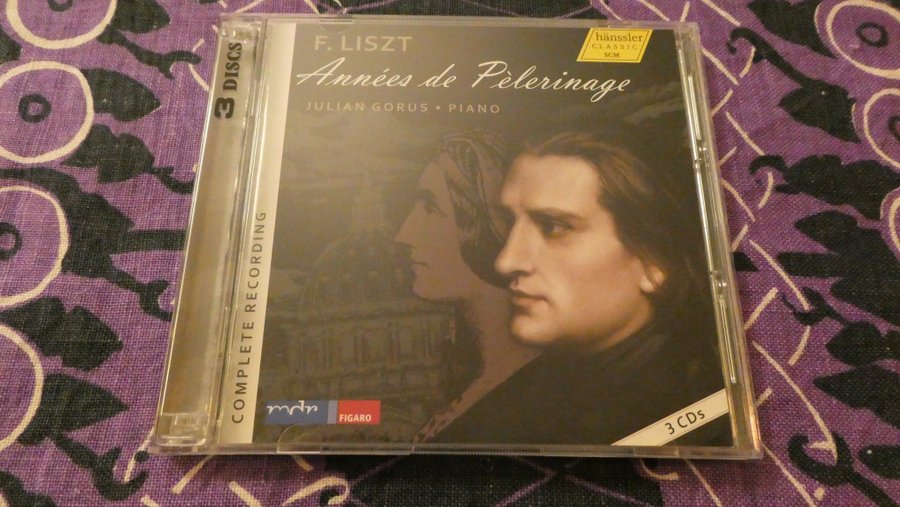 3 DISCS
F. LISZT
hänssler
CLASSIC
SCM
Années de Pèlerinage
JULIAN GORUS • PIANO
COMPLETE RECORDING
mdr FIGARO
3 CDs